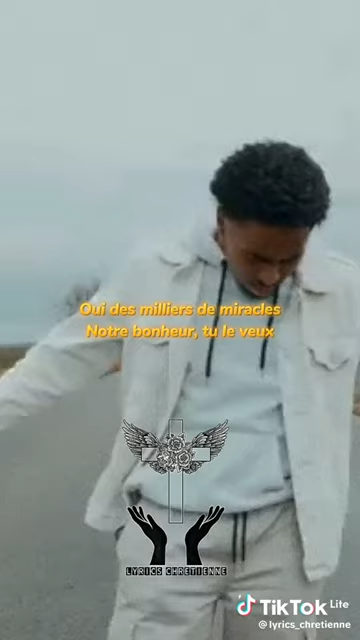 Oui des milliers de miracles
Notre bonheur, tu le veux
LYRICS CHRETIENNE
TikTok Lite
@lyrics_chretienne